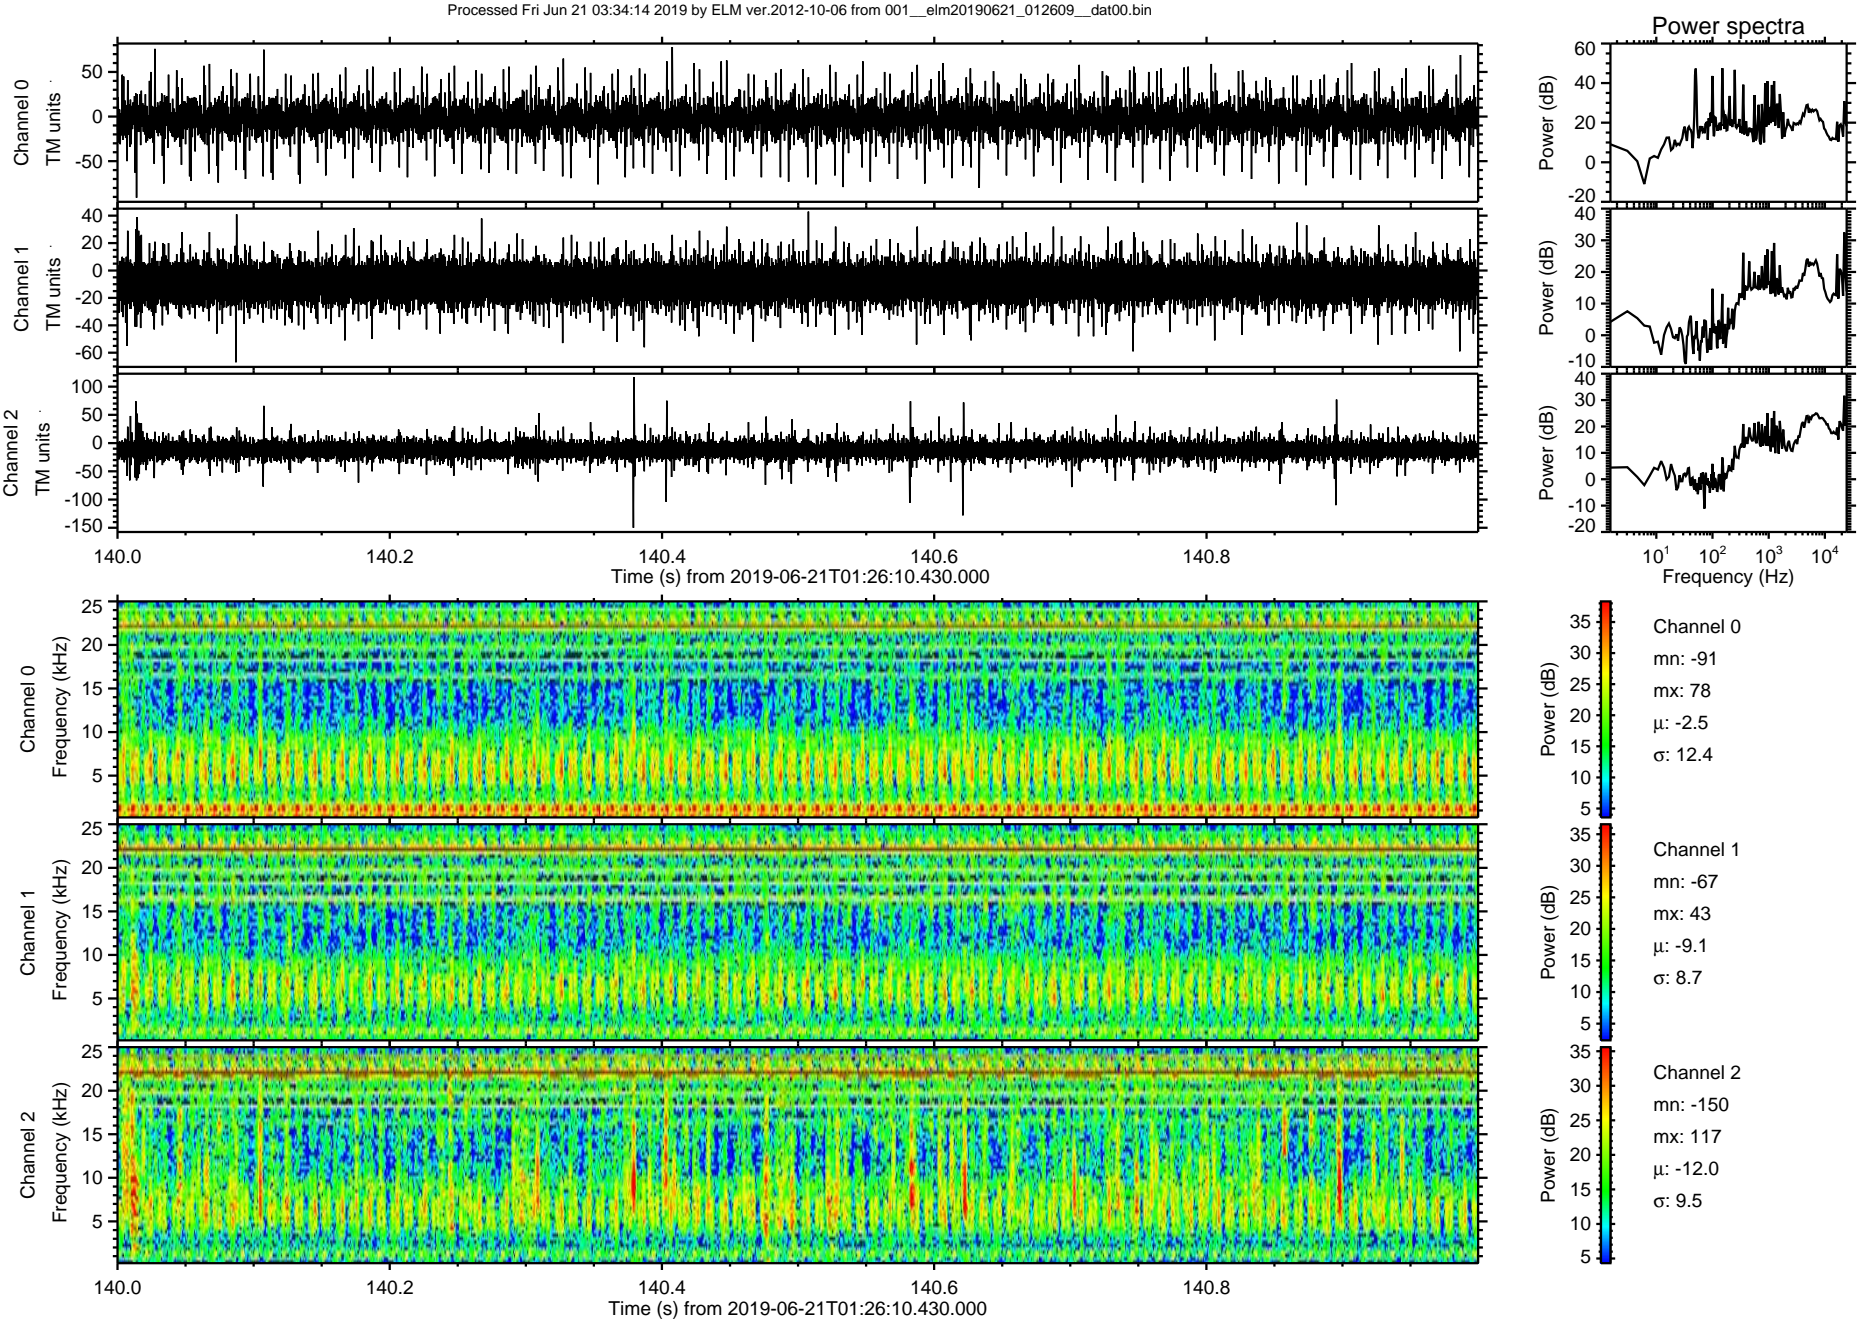 Processed Fri Jun 21 03:34:14 2019 by ELM ver.2012-10-06 from 001__elm20190621_012609__dat00.bin
Power spectra
Channel 0
TM units
50
0
-50
Power (dB)
60
40
20
0
-20
Channel 1
TM units
40
20
0
-20
-40
-60
Power (dB)
40
30
20
10
0
-10
Channel 2
TM units
100
50
0
-50
-100
-150
Power (dB)
40
30
20
10
0
-10
-20
140.0 140.2 140.4 140.6 140.8
Time (s) from 2019-06-21T01:26:10.430.000
10¹ 10² 10³ 10⁴
Frequency (Hz)
Channel 0
Frequency (kHz)
25
20
15
10
5
Power (dB)
35
30
25
20
15
10
5
Channel 0
mn: -91
mx: 78
μ: -2.5
σ: 12.4
Channel 1
Frequency (kHz)
25
20
15
10
5
Power (dB)
35
30
25
20
15
10
5
Channel 1
mn: -67
mx: 43
μ: -9.1
σ: 8.7
Channel 2
Frequency (kHz)
25
20
15
10
5
Power (dB)
35
30
25
20
15
10
5
Channel 2
mn: -150
mx: 117
μ: -12.0
σ: 9.5
140.0 140.2 140.4 140.6 140.8
Time (s) from 2019-06-21T01:26:10.430.000